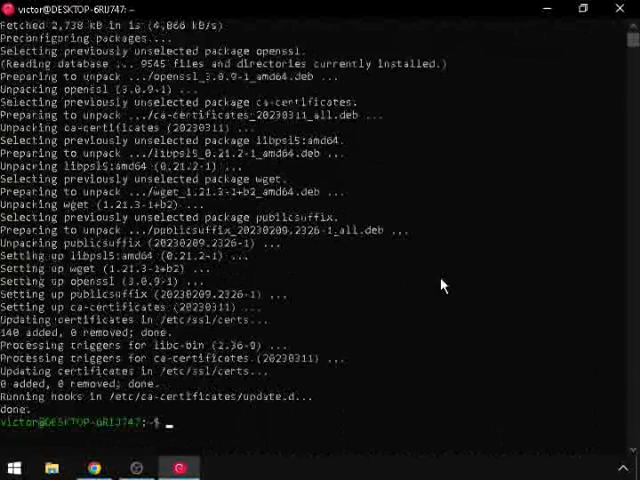 victor@DESKTOP-6RIJ747: ~
Fetched 2,738 kB in 1s (4,066 kB/s)
Preconfiguring packages ...
Selecting previously unselected package openssl.
(Reading database ... 9545 files and directories currently installed.)
Preparing to unpack .../openssl_3.0.9-1_amd64.deb ...
Unpacking openssl (3.0.9-1) ...
Selecting previously unselected package ca-certificates.
Preparing to unpack .../ca-certificates_20230311_all.deb ...
Unpacking ca-certificates (20230311) ...
Selecting previously unselected package libpsl5:amd64.
Preparing to unpack .../libpsl5_0.21.2-1_amd64.deb ...
Unpacking libpsl5:amd64 (0.21.2-1) ...
Selecting previously unselected package wget.
Preparing to unpack .../wget_1.21.3-1+b2_amd64.deb ...
Unpacking wget (1.21.3-1+b2) ...
Selecting previously unselected package publicsuffix.
Preparing to unpack .../publicsuffix_20230209.2326-1_all.deb ...
Unpacking publicsuffix (20230209.2326-1) ...
Setting up libpsl5:amd64 (0.21.2-1) ...
Setting up wget (1.21.3-1+b2) ...
Setting up openssl (3.0.9-1) ...
Setting up publicsuffix (20230209.2326-1) ...
Setting up ca-certificates (20230311) ...
Updating certificates in /etc/ssl/certs...
140 added, 0 removed; done.
Processing triggers for libc-bin (2.36-9) ...
Processing triggers for ca-certificates (20230311) ...
Updating certificates in /etc/ssl/certs...
0 added, 0 removed; done.
Running hooks in /etc/ca-certificates/update.d...
done.
victor@DESKTOP-6RIJ747:~$